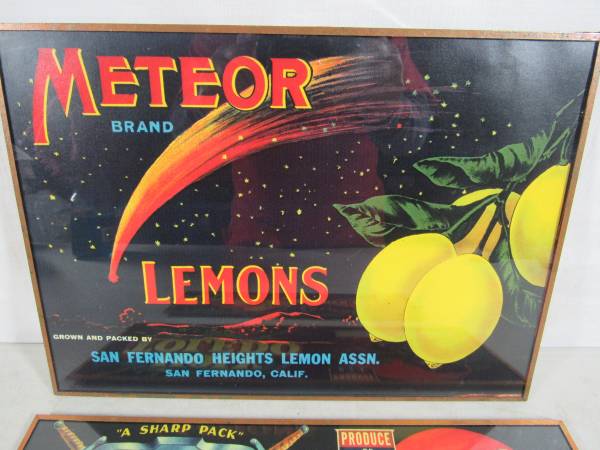 METEOR
BRAND
LEMONS
GROWN AND PACKED BY
SAN FERNANDO HEIGHTS LEMON ASSN.
SAN FERNANDO, CALIF.
"A SHARP PACK"
PRODUCE